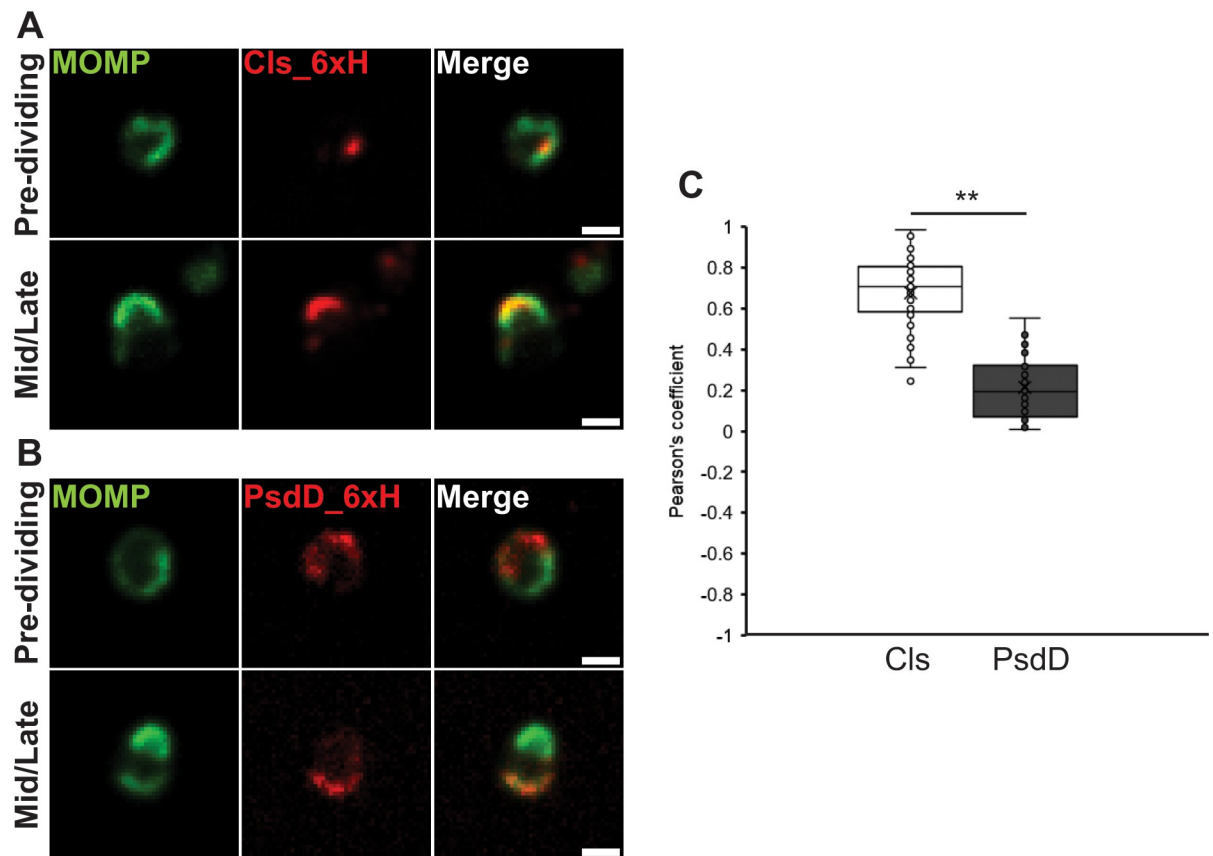 A
MOMP
Cls_6xH
Merge
Pre-dividing
Mid/Late
B
MOMP
PsdD_6xH
Merge
Pre-dividing
Mid/Late
C
**
1
0.8
0.6
0.4
0.2
0
-0.2
-0.4
-0.6
-0.8
-1
Pearson's coefficient
Cls
PsdD